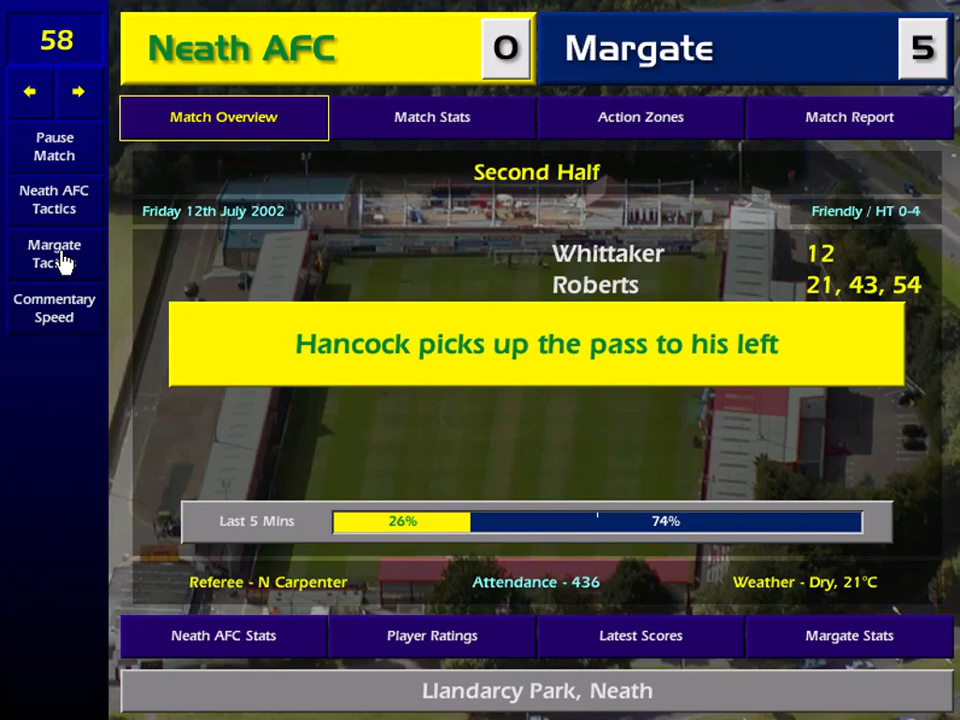 58
Neath AFC 0 Margate 5
Match Overview Match Stats Action Zones Match Report
Pause
Match
Neath AFC
Tactics
Margate
Commentary
Speed
Second Half
Friday 12th July 2002 Friendly / HT 0-4
Whittaker 12
Roberts 21, 43, 54
Hancock picks up the pass to his left
Last 5 Mins 26% 74%
Referee - N Carpenter Attendance - 436 Weather - Dry, 21°C
Neath AFC Stats Player Ratings Latest Scores Margate Stats
Llandarcy Park, Neath